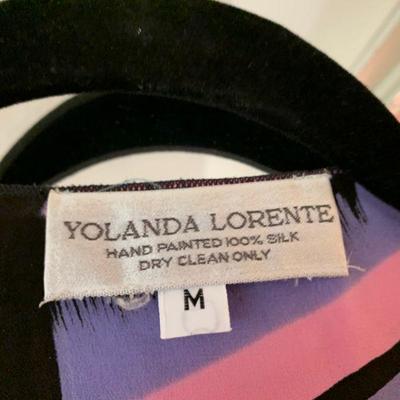 YOLANDA LORENTE
HAND PAINTED 100% SILK
DRY CLEAN ONLY
M